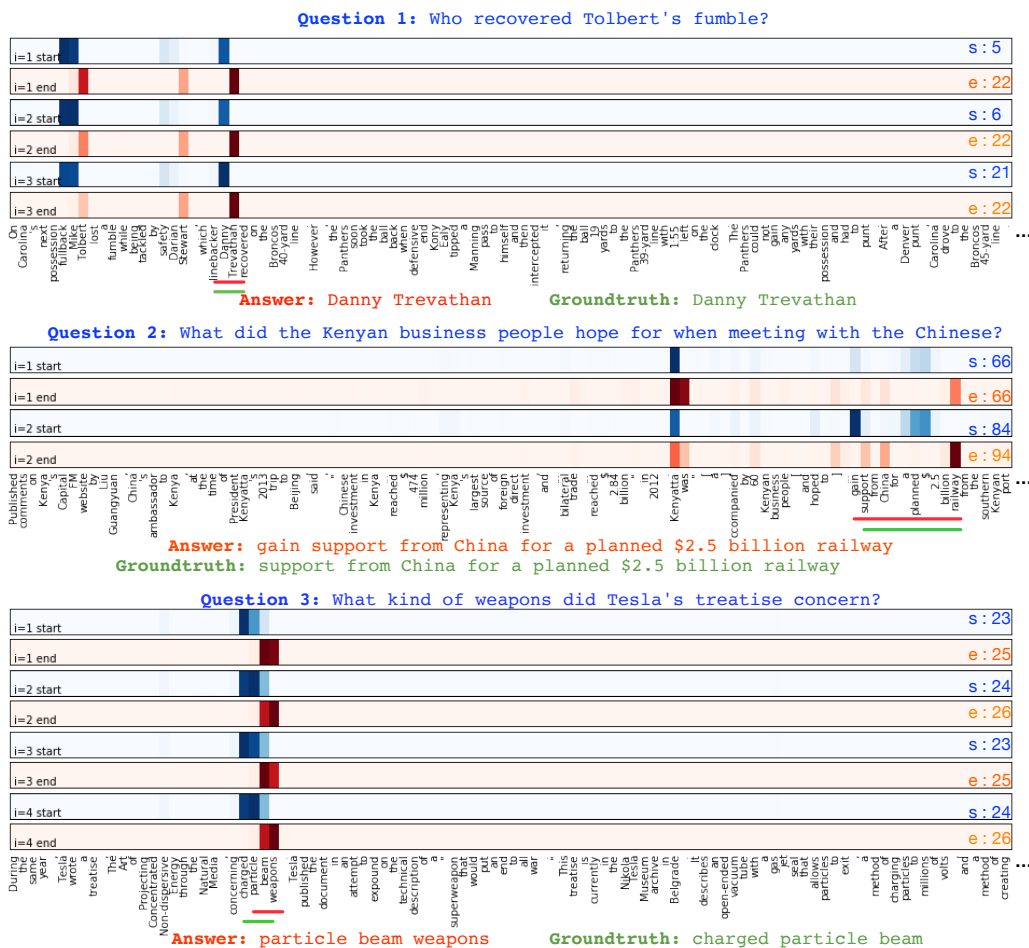 Question 1: Who recovered Tolbert's fumble?
i=1 start s:5
i=1 end e:22
i=2 start s:6
i=2 end e:22
i=3 start s:21
i=3 end e:22
On Carolina 's next possession fullback Mike Tolbert lost a fumble while being tackled by safety Darian Stewart , which linebacker Danny Trevathan recovered on the Broncos 40-yard line . However , the Panthers soon took the ball back when defensive end Kony Ealy tipped a Manning pass to himself and then intercepted it , returning the ball 19 yards to the Panthers 39-yard line with 1:55 left on the clock . The Panthers could not gain any yards with their possession and had to punt . After a Denver punt , Carolina drove to the Broncos 45-yard line ...
Answer: Danny Trevathan Groundtruth: Danny Trevathan
Question 2: What did the Kenyan business people hope for when meeting with the Chinese?
i=1 start s:66
i=1 end e:66
i=2 start s:84
i=2 end e:94
Published comments on Kenya 's Capital FM website by Liu Guangyuan , China 's ambassador to Kenya , at the time of President Kenyatta 's 2013 trip to Beijing , said , " Chinese investment in Kenya reached $ 474 million , representing Kenya 's largest source of foreign direct investment , and bilateral trade reached $ 2.84 billion " in 2012 . Kenyatta was " [ a ] ccompanied by 60 Kenyan business people [ and hoped to ] gain support from China for a planned $ 2.5 billion railway from the southern Kenyan port ...
Answer: gain support from China for a planned $2.5 billion railway
Groundtruth: support from China for a planned $2.5 billion railway
Question 3: What kind of weapons did Tesla's treatise concern?
i=1 start s:23
i=1 end e:25
i=2 start s:24
i=2 end e:26
i=3 start s:23
i=3 end e:25
i=4 start s:24
i=4 end e:26
During the same year , Tesla wrote a treatise , The Art of Projecting Concentrated Non-dispersive Energy through the Natural Media , concerning charged particle beam weapons . Tesla published the document in an attempt to expound on the technical description of a " superweapon that would put an end to all war . " This treatise is currently in the Nikola Tesla Museum archive in Belgrade . It describes an open-ended vacuum tube with a gas jet seal that allows particles to exit , a method of charging particles to millions of volts , and a method of creating ...
Answer: particle beam weapons Groundtruth: charged particle beam